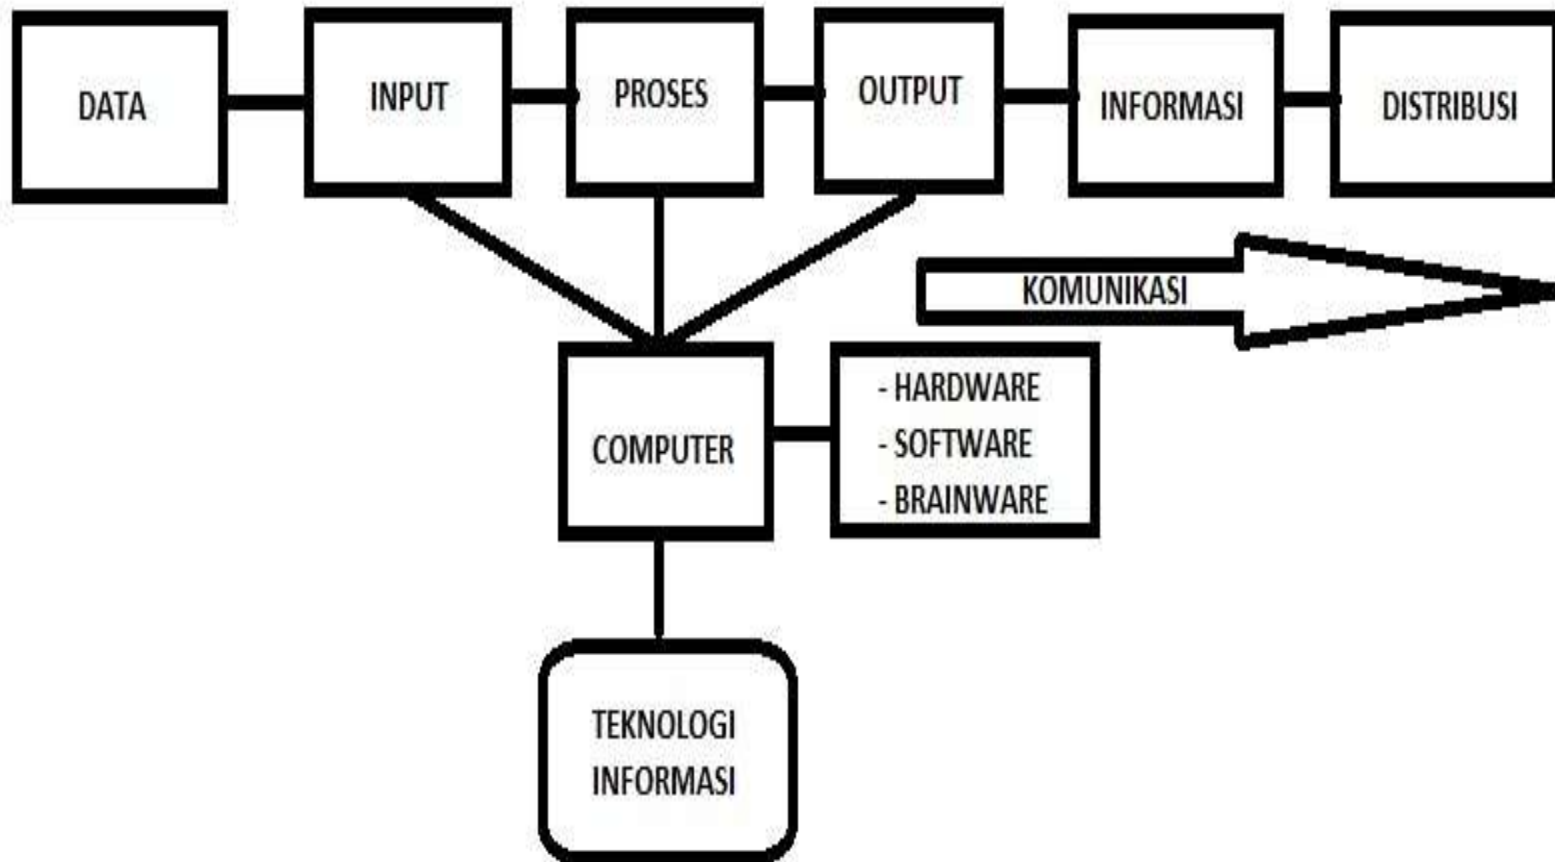 DATA
INPUT
PROSES
OUTPUT
INFORMASI
DISTRIBUSI
KOMUNIKASI
COMPUTER
- HARDWARE
- SOFTWARE
- BRAINWARE
TEKNOLOGI
INFORMASI